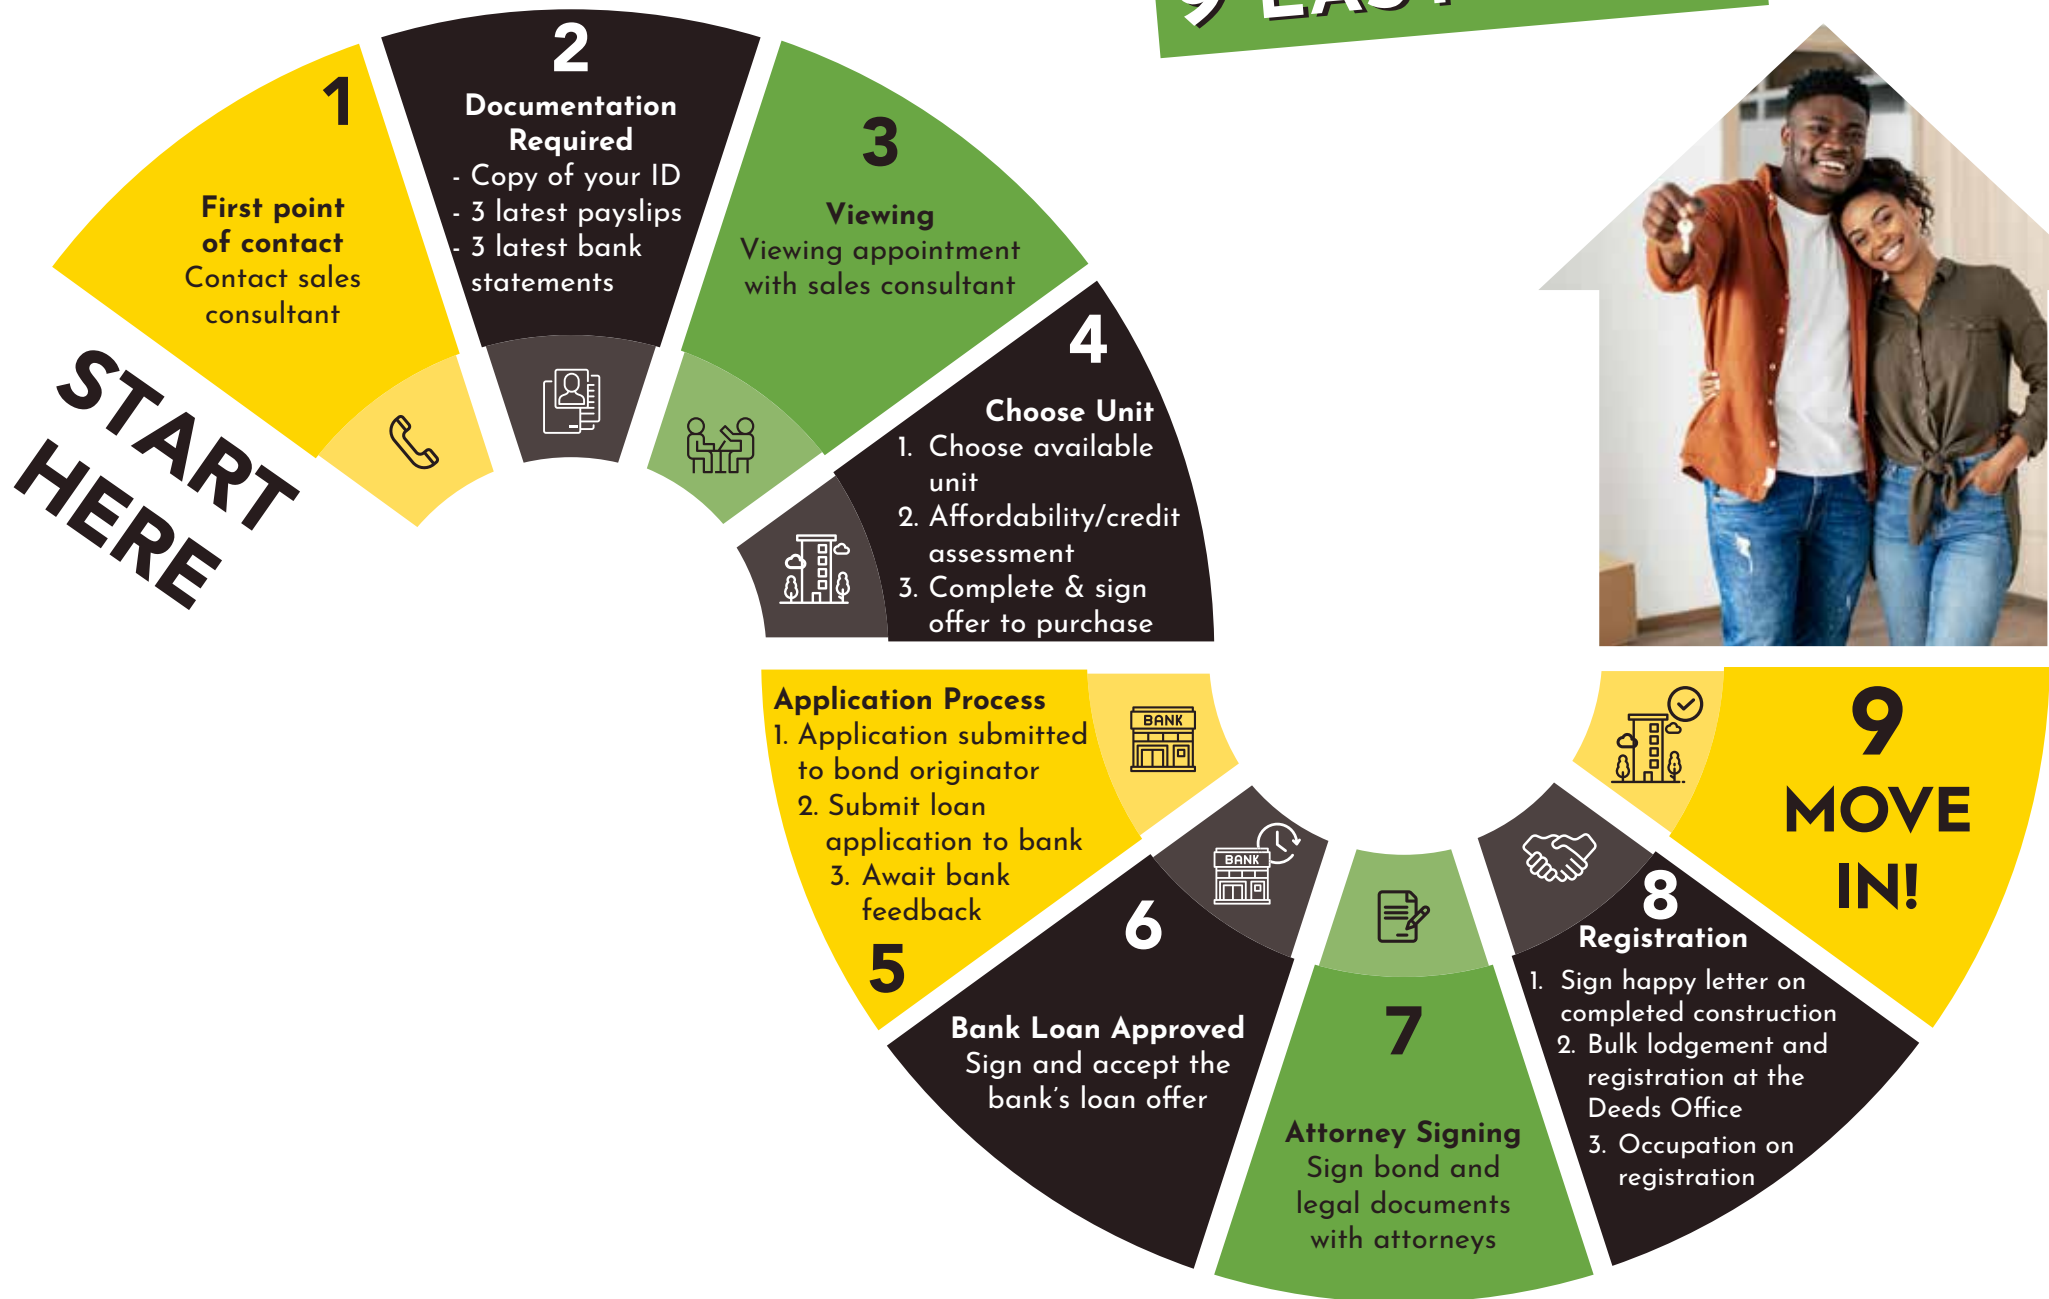 START
HERE
1
First point
of contact
Contact sales
consultant
2
Documentation
Required
- Copy of your ID
- 3 latest payslips
- 3 latest bank
statements
3
Viewing
Viewing appointment
with sales consultant
4
Choose Unit
1. Choose available
unit
2. Affordability/credit
assessment
3. Complete & sign
offer to purchase
Application Process
1. Application submitted
to bond originator
2. Submit loan
application to bank
3. Await bank
feedback
5
BANK
6
Bank Loan Approved
Sign and accept the
bank's loan offer
BANK
7
Attorney Signing
Sign bond and
legal documents
with attorneys
8
Registration
1. Sign happy letter on
completed construction
2. Bulk lodgement and
registration at the
Deeds Office
3. Occupation on
registration
9
MOVE
IN!